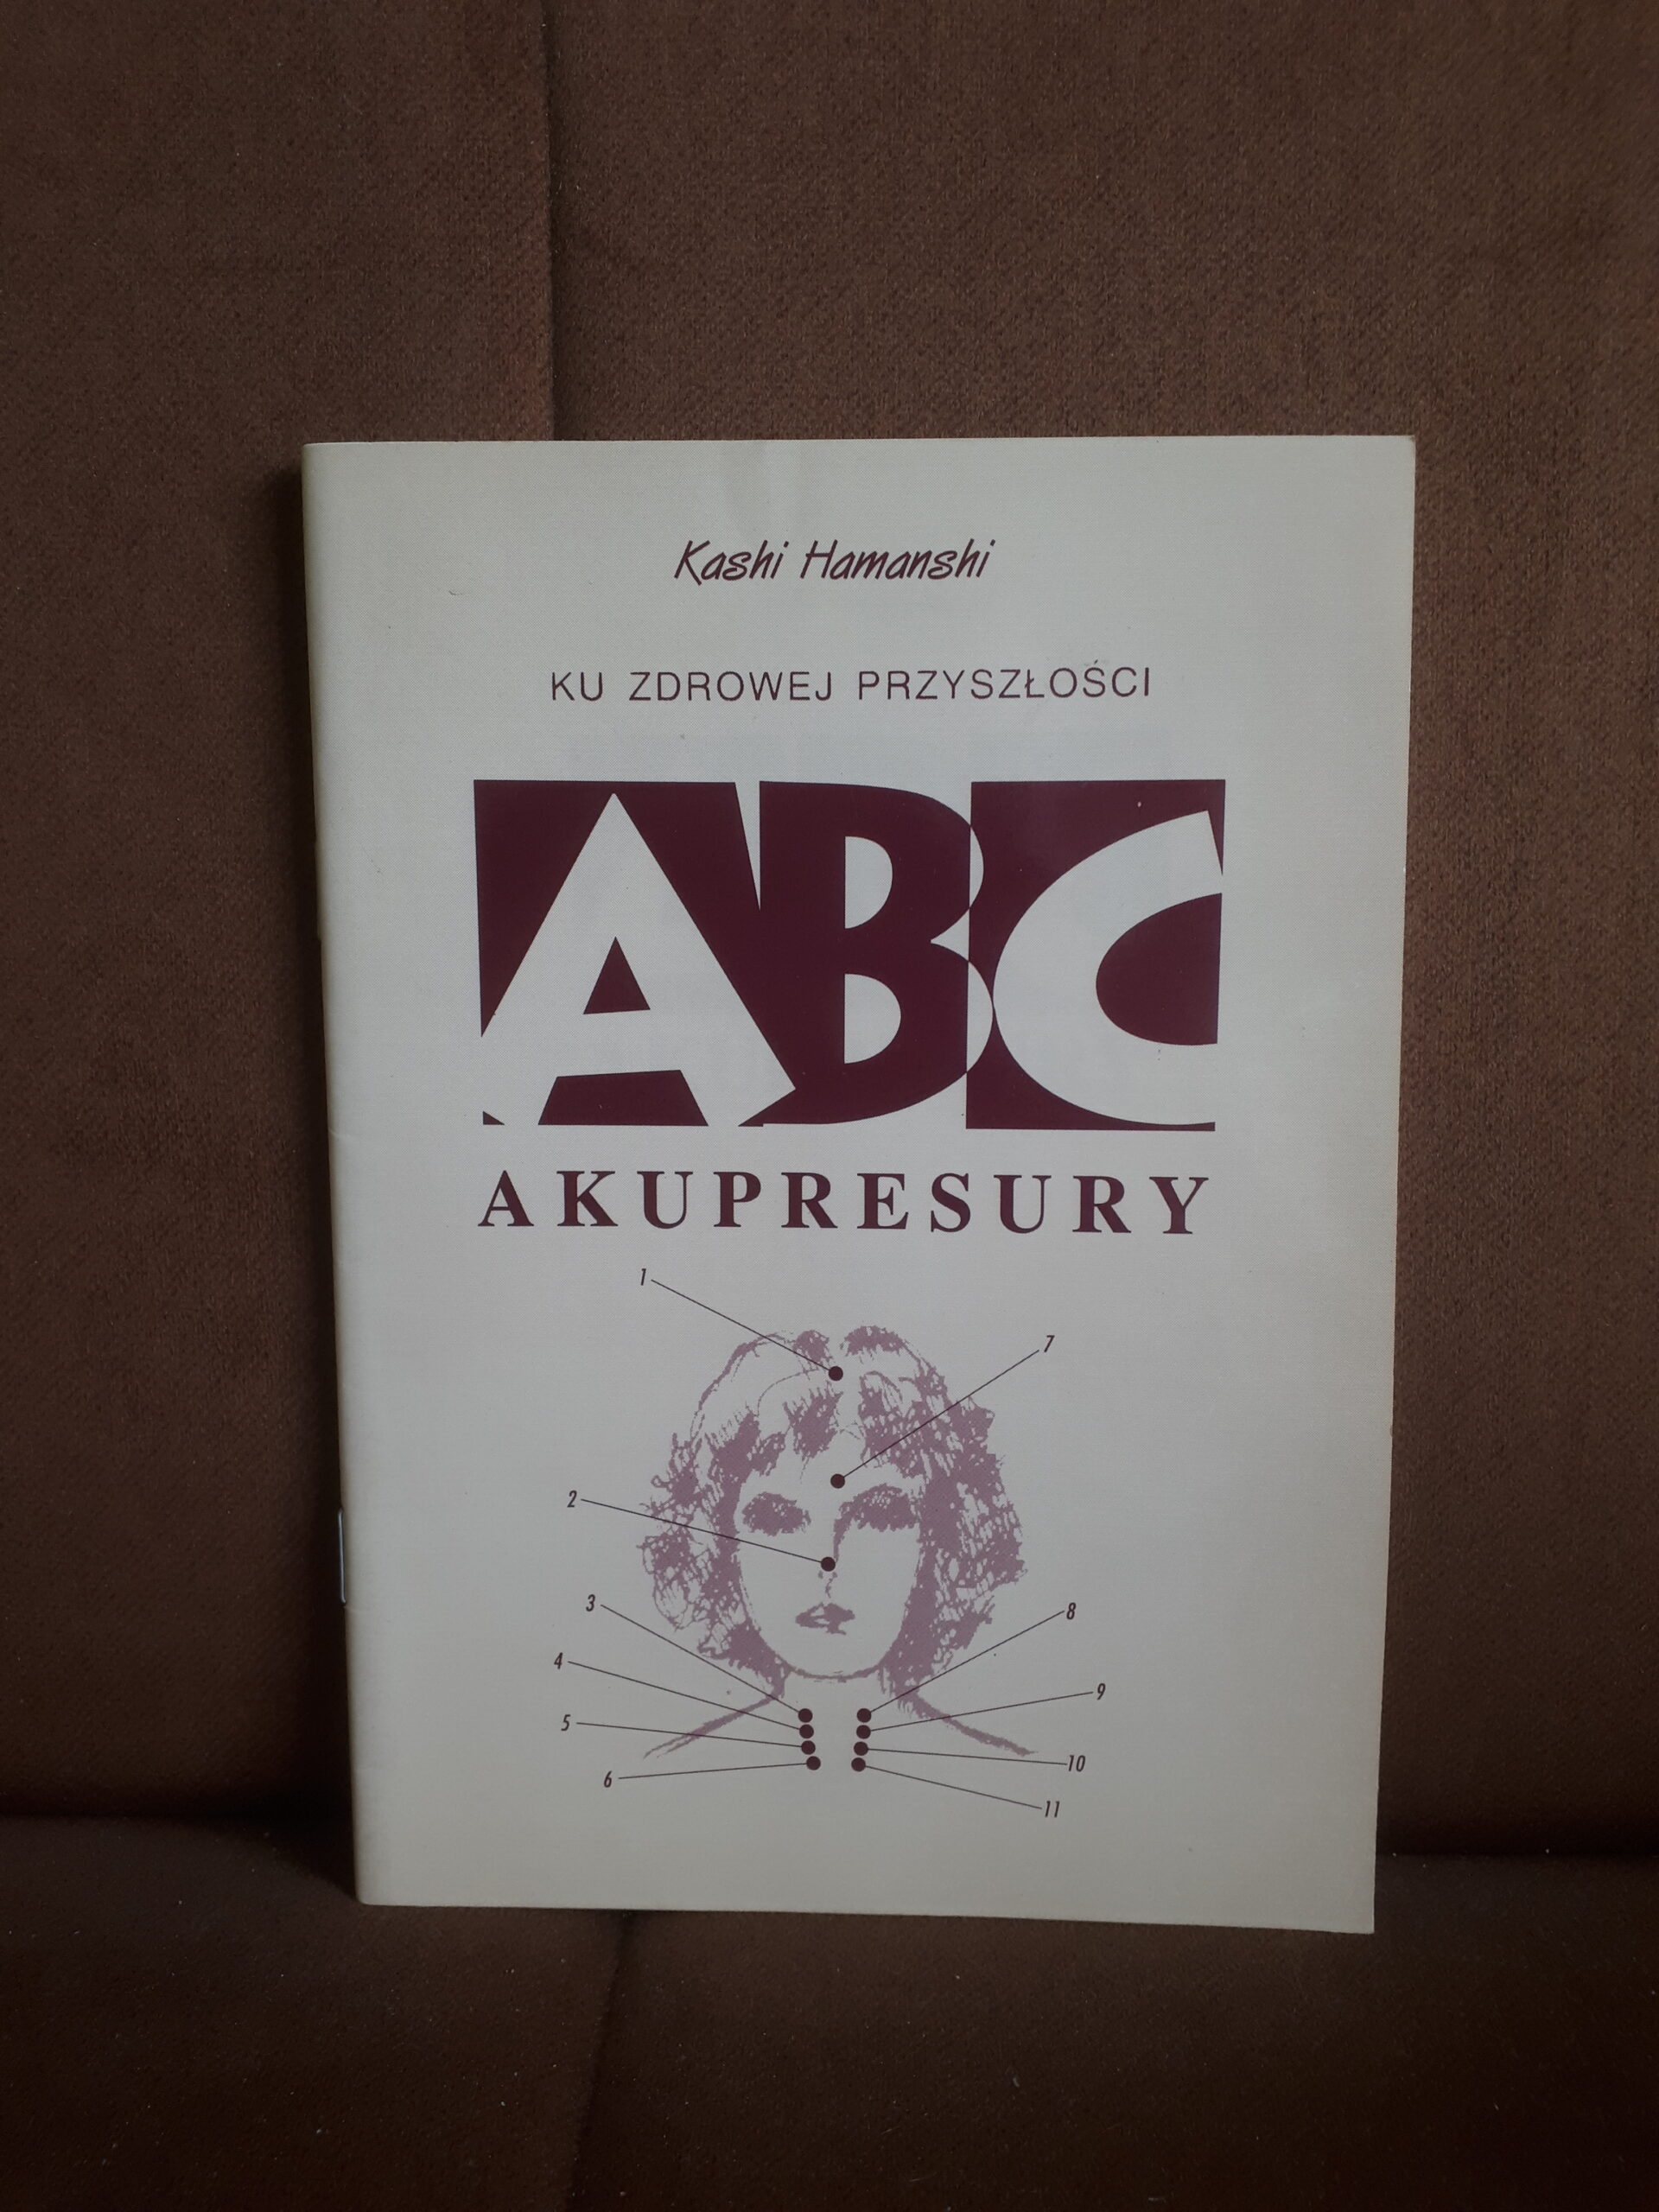 Kashi Hamanshi
KU ZDROWEJ PRZYSZŁOŚCI
ABC
AKUPRESURY
1
7
2
3
8
4
9
5
10
6
11